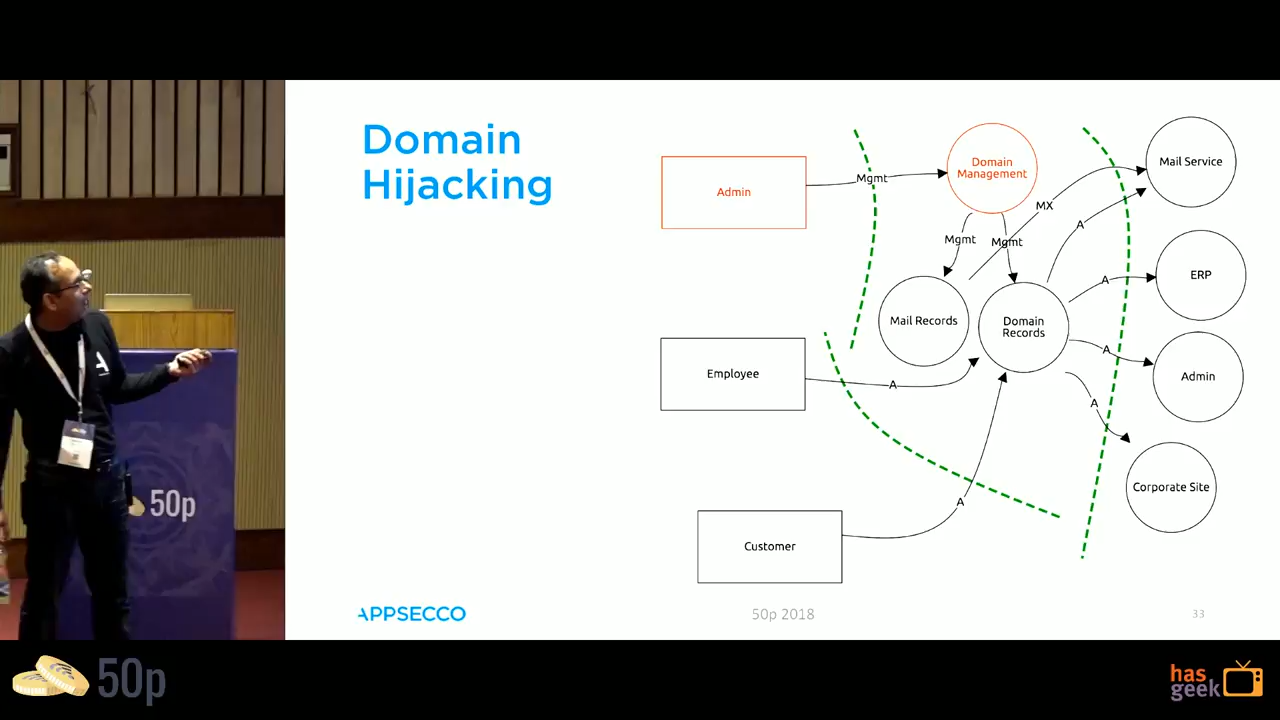 Domain
Hijacking
Admin
Mgmt
Domain
Management
Mail Service
MX
A
Mgmt
Mgmt
A
ERP
Mail Records
Domain
Records
A
Admin
Employee
A
A
Corporate Site
A
Customer
APPSECCO
50p 2018
33
A
50p
50p
has
geek